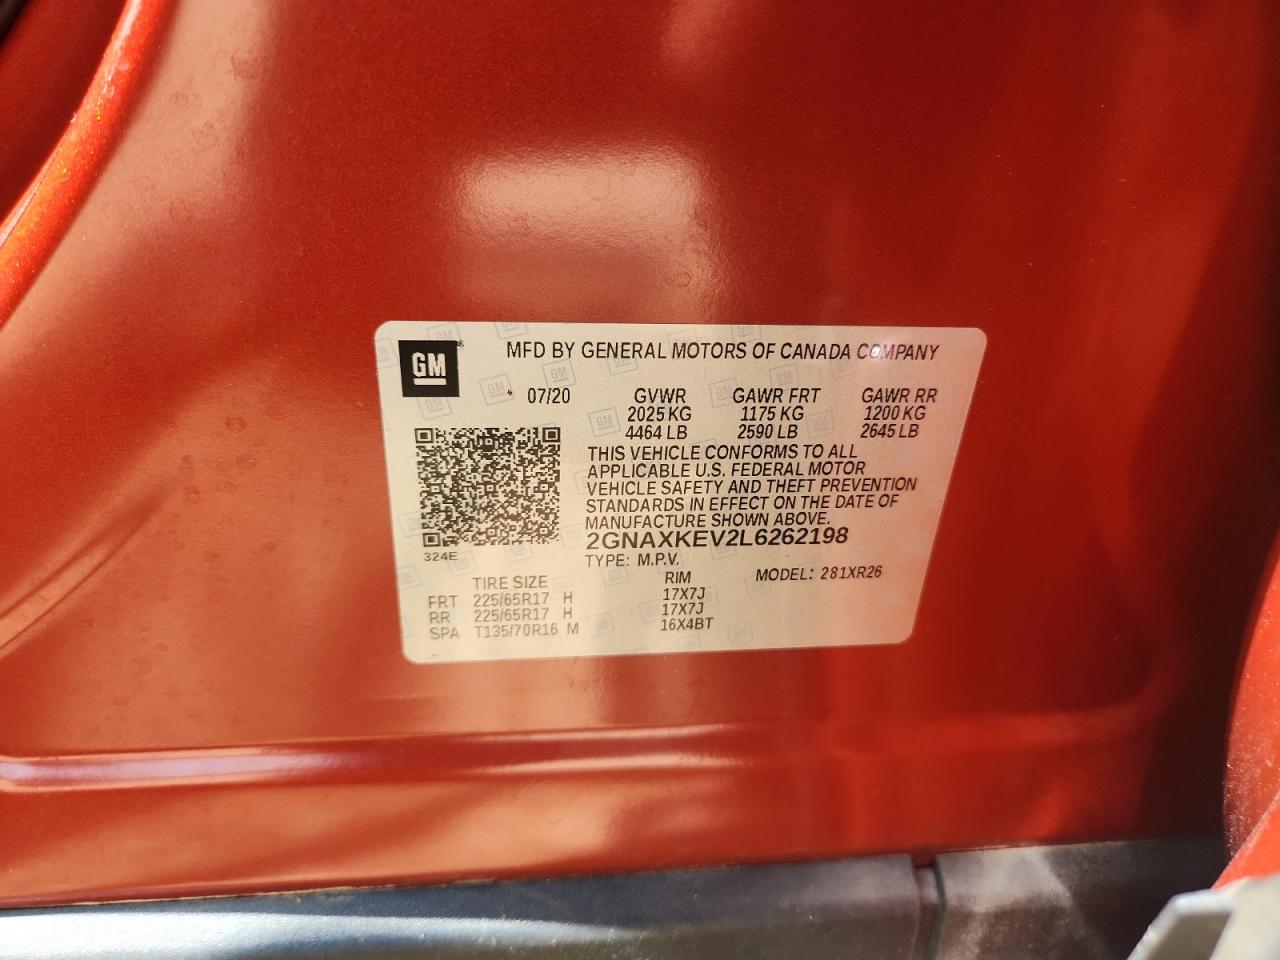 GM
MFD BY GENERAL MOTORS OF CANADA COMPANY
07/20 GVWR GAWR FRT GAWR RR
2025 KG 1175 KG 1200 KG
4464 LB 2590 LB 2645 LB
THIS VEHICLE CONFORMS TO ALL
APPLICABLE U.S. FEDERAL MOTOR
VEHICLE SAFETY AND THEFT PREVENTION
STANDARDS IN EFFECT ON THE DATE OF
MANUFACTURE SHOWN ABOVE.
2GNAXKEV2L6262198
324E
TYPE: M.P.V.
MODEL: 281XR26
TIRE SIZE RIM
FRT 225/65R17 H 17X7J
RR 225/65R17 H 17X7J
SPA T135/70R16 M 16X4BT